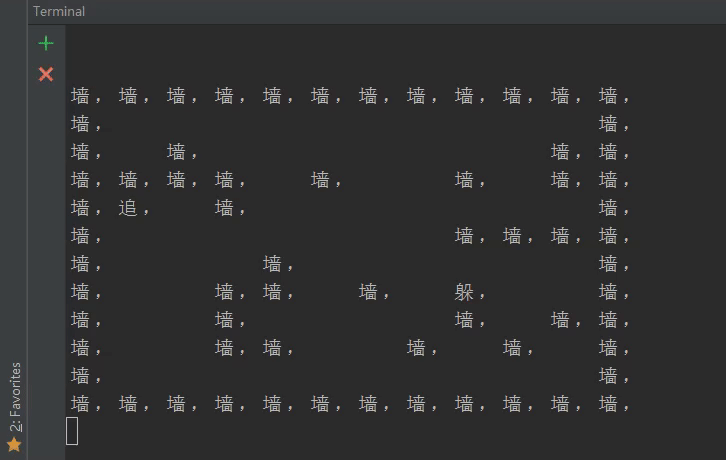 Terminal
墙，墙，墙，墙，墙，墙，墙，墙，墙，墙，墙，墙，
墙，                                        墙，
墙，    墙，                            墙，墙，
墙，墙，墙，墙，    墙，        墙，    墙，墙，
墙，追，    墙，                            墙，
墙，                            墙，墙，墙，墙，
墙，            墙，                        墙，
墙，        墙，墙，    墙，    躲，        墙，
墙，        墙，                墙，    墙，墙，
墙，        墙，墙，        墙，    墙，    墙，
墙，                                        墙，
墙，墙，墙，墙，墙，墙，墙，墙，墙，墙，墙，墙，
2: Favorites